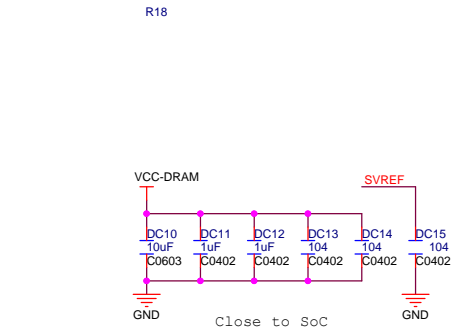 R18
VCC-DRAM
SVREF
DC10 DC11 DC12 DC13 DC14 DC15
10uF 1uF 1uF 104 104 104
C0603 C0402 C0402 C0402 C0402 C0402
GND GND
Close to SoC